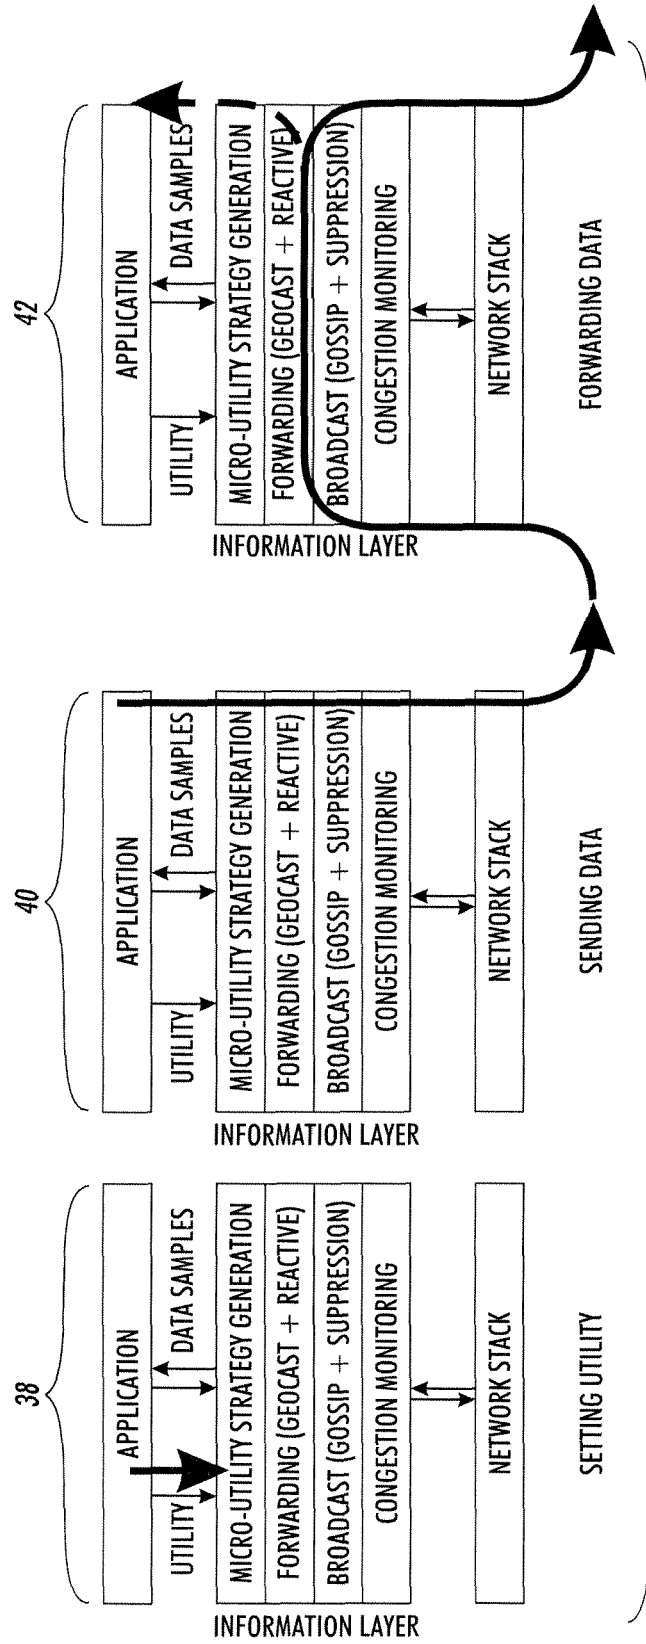 38
APPLICATION
UTILITY
DATA SAMPLES
MICRO-UTILITY STRATEGY GENERATION
FORWARDING (GEOCAST + REACTIVE)
BROADCAST (GOSSIP + SUPPRESSION)
CONGESTION MONITORING
INFORMATION LAYER
NETWORK STACK
SETTING UTILITY
40
APPLICATION
UTILITY
DATA SAMPLES
MICRO-UTILITY STRATEGY GENERATION
FORWARDING (GEOCAST + REACTIVE)
BROADCAST (GOSSIP + SUPPRESSION)
CONGESTION MONITORING
INFORMATION LAYER
NETWORK STACK
SENDING DATA
42
APPLICATION
UTILITY
DATA SAMPLES
MICRO-UTILITY STRATEGY GENERATION
FORWARDING (GEOCAST + REACTIVE)
BROADCAST (GOSSIP + SUPPRESSION)
CONGESTION MONITORING
INFORMATION LAYER
NETWORK STACK
FORWARDING DATA